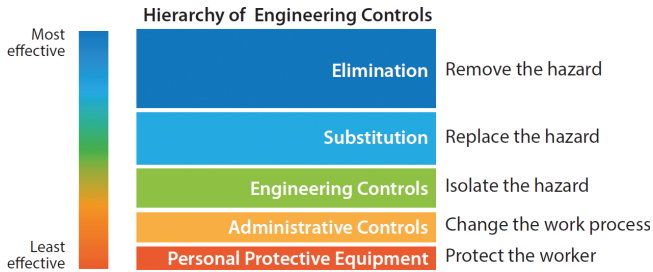 Hierarchy of Engineering Controls
Most
effective
Elimination
Remove the hazard
Substitution
Replace the hazard
Engineering Controls
Isolate the hazard
Administrative Controls
Change the work process
Least
effective
Personal Protective Equipment
Protect the worker